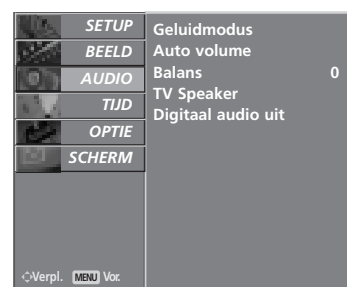 SETUP
BEELD
AUDIO
TIJD
OPTIE
SCHERM
Verpl. MENU Vor.
Geluidmodus
Auto volume
Balans 0
TV Speaker
Digitaal audio uit